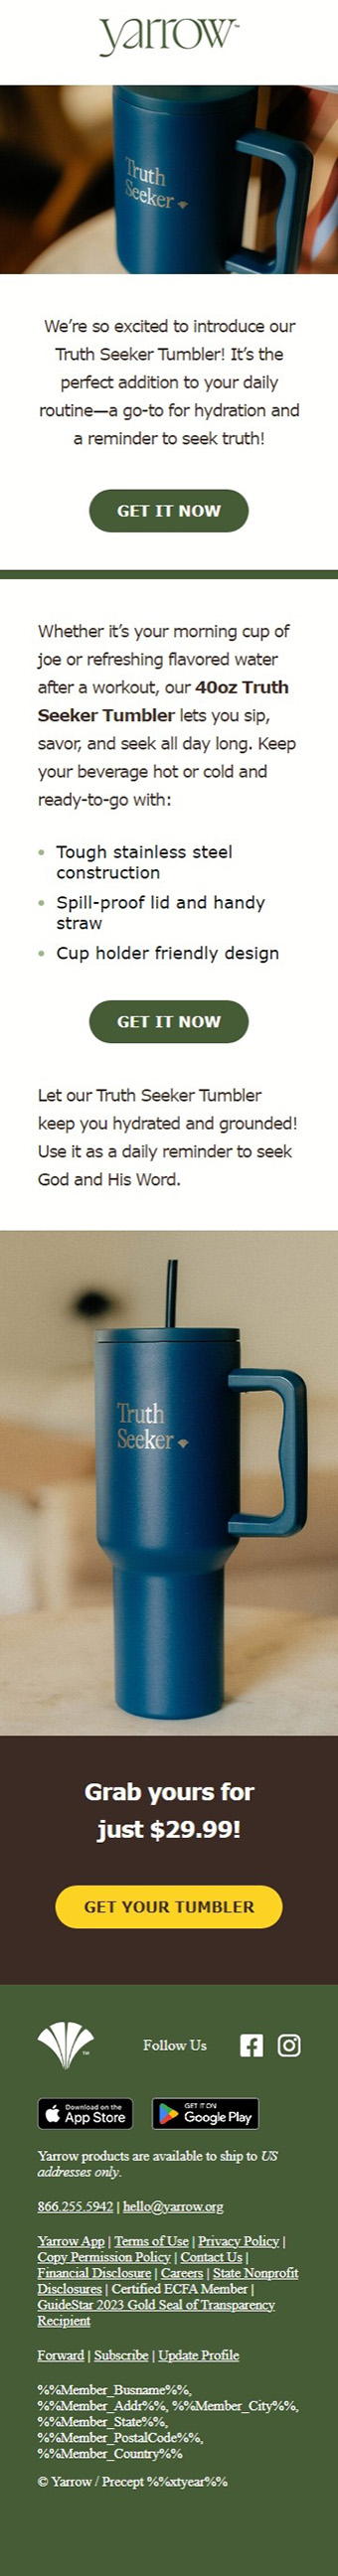 yarrow™
Truth
Seeker
We’re so excited to introduce our
Truth Seeker Tumbler! It’s the
perfect addition to your daily
routine—a go-to for hydration and
a reminder to seek truth!
GET IT NOW
Whether it’s your morning cup of
joe or refreshing flavored water
after a workout, our 40oz Truth
Seeker Tumbler lets you sip,
savor, and seek all day long. Keep
your beverage hot or cold and
ready-to-go with:
• Tough stainless steel
construction
• Spill-proof lid and handy
straw
• Cup holder friendly design
GET IT NOW
Let our Truth Seeker Tumbler
keep you hydrated and grounded!
Use it as a daily reminder to seek
God and His Word.
Truth
Seeker
Grab yours for
just $29.99!
GET YOUR TUMBLER
™
Follow Us
Download on the
App Store
GET IT ON
Google Play
Yarrow products are available to ship to US
addresses only.
866.255.5942 | hello@yarrow.org
Yarrow App | Terms of Use | Privacy Policy |
Copy Permission Policy | Contact Us |
Financial Disclosure | Careers | State Nonprofit
Disclosures | Certified ECFA Member |
GuideStar 2023 Gold Seal of Transparency
Recipient
Forward | Subscribe | Update Profile
%%Member_Busname%%,
%%Member_Addr%%, %%Member_City%%,
%%Member_State%%,
%%Member_PostalCode%%,
%%Member_Country%%
© Yarrow / Precept %%xtyear%%